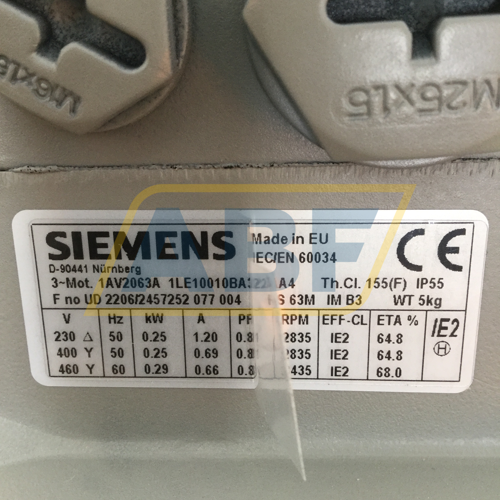 M16x1.5
M25x1.5
SIEMENS Made in EU
D-90441 Nürnberg IEC/EN 60034
CE
3~Mot. 1AV2063A Th.Cl. 155(F) IP55
F no UD 2206/2457252 077 004 63M IM B3 WT 5kg
V Hz kW A RPM EFF-CL ETA %
230 △ 50 0.25 1.20 2835 IE2 64.8
400 Y 50 0.25 0.69 2835 IE2 64.8
460 Y 60 0.29 0.66 IE2 68.0
IE2
H
ABF